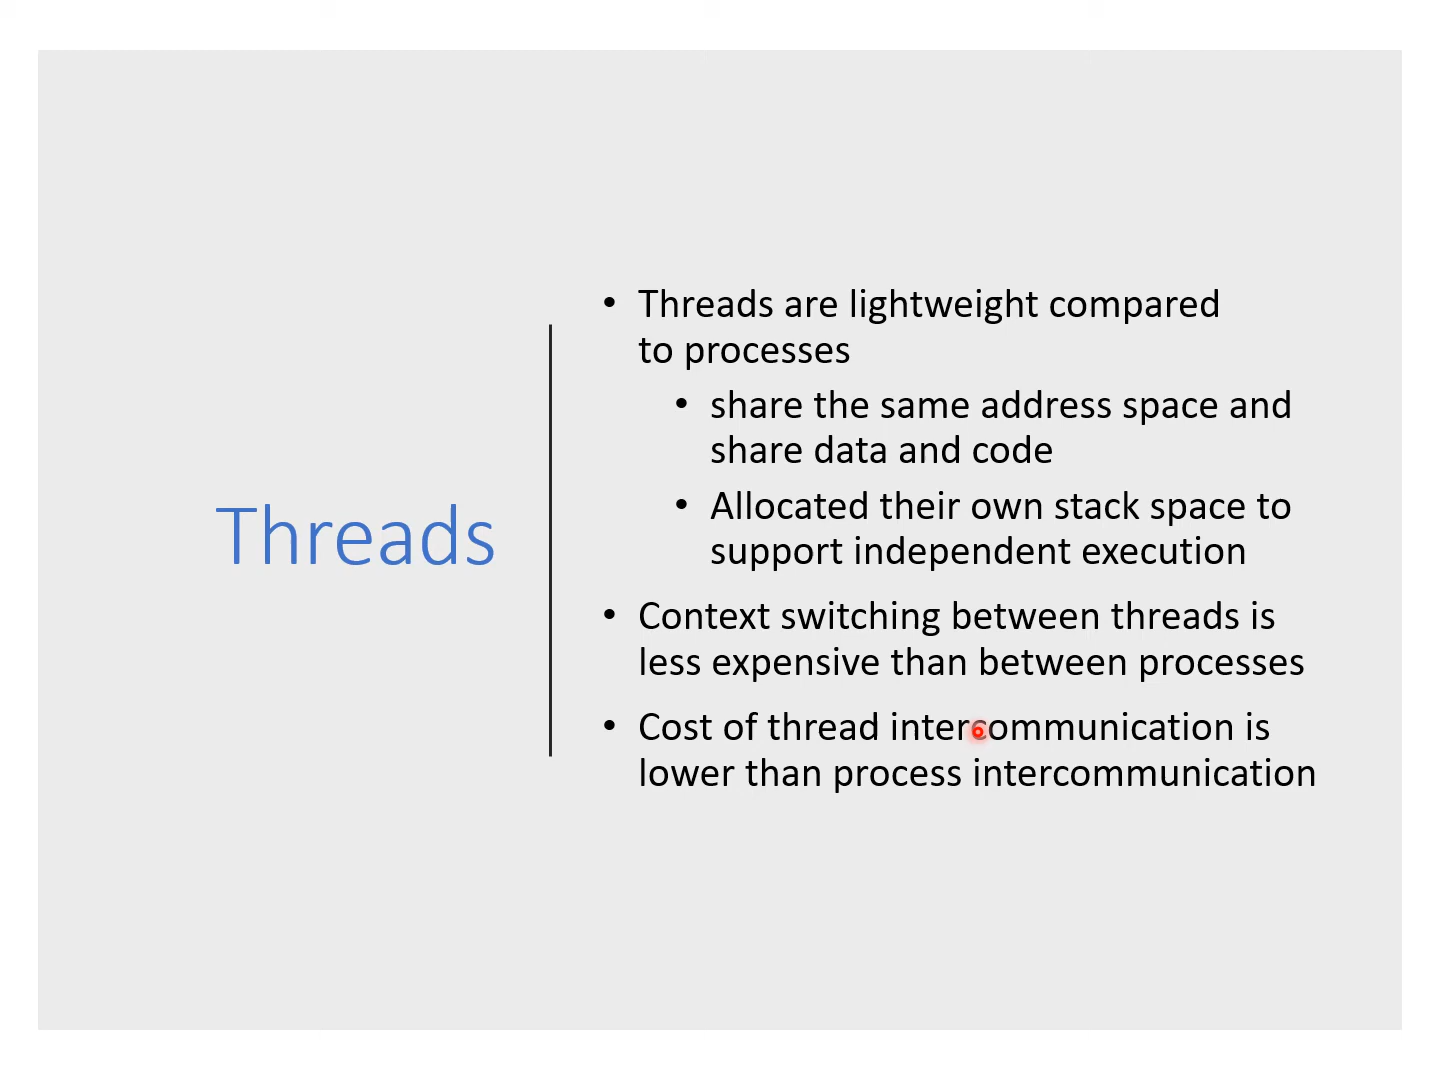 Threads
• Threads are lightweight compared
to processes
• share the same address space and
share data and code
• Allocated their own stack space to
support independent execution
• Context switching between threads is
less expensive than between processes
• Cost of thread intercommunication is
lower than process intercommunication